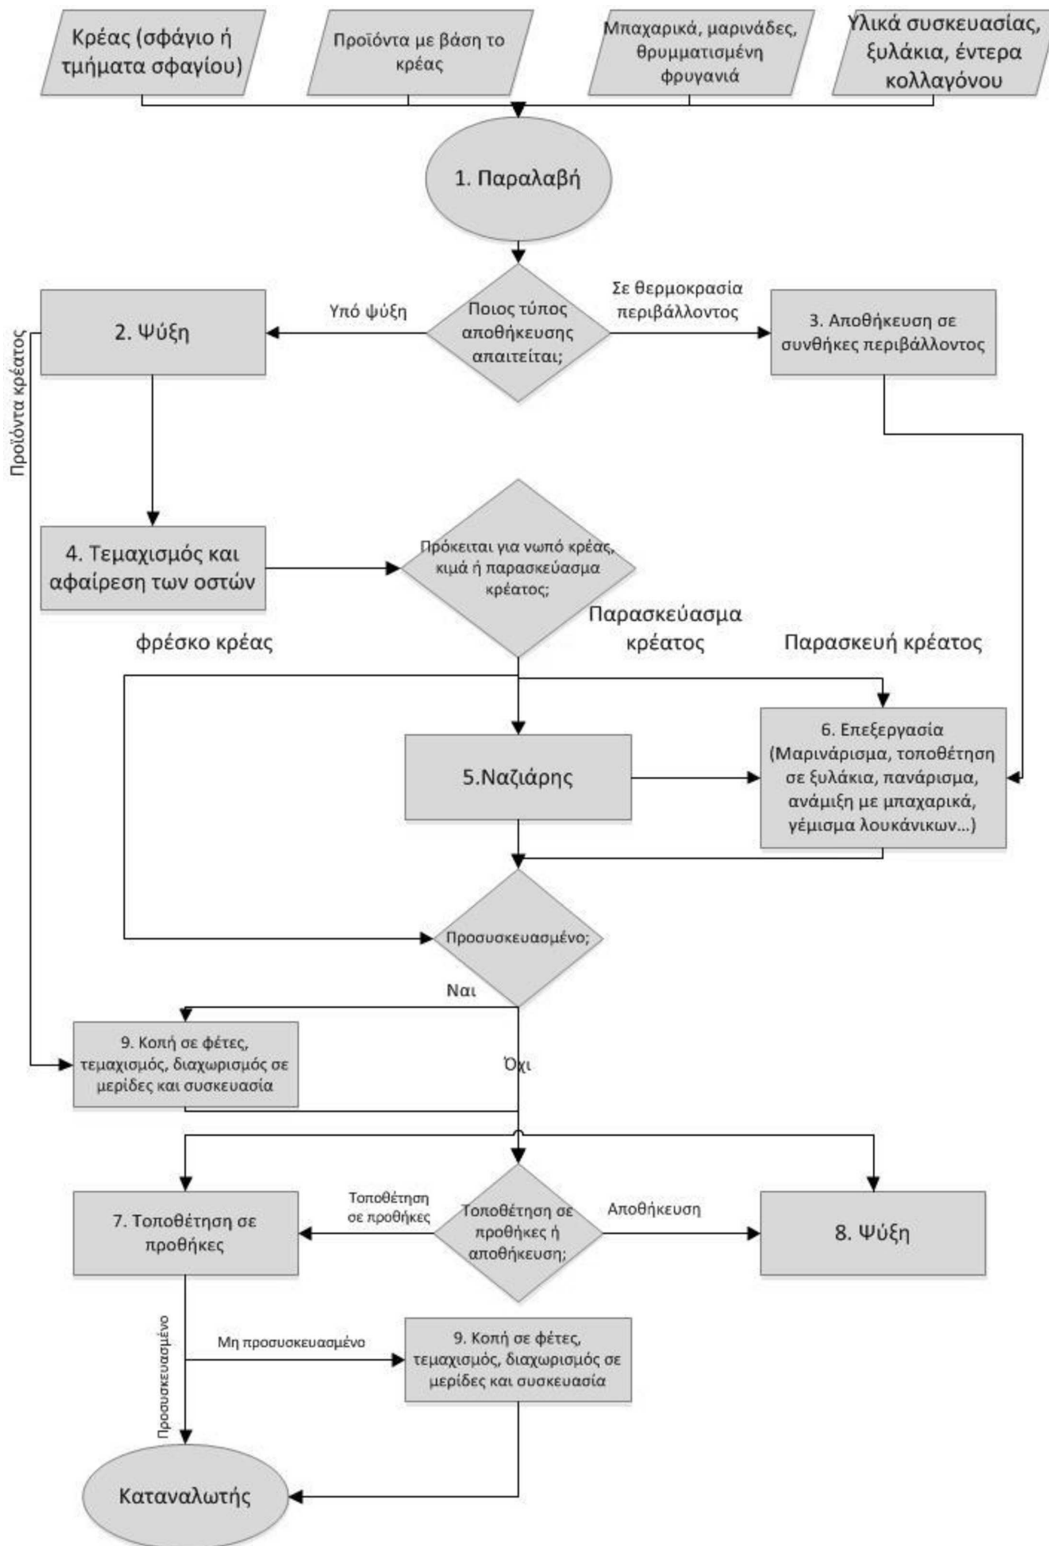 Κρέας (σφάγιο ή
τμήματα σφαγίου)
Προϊόντα με βάση το
κρέας
Μπαχαρικά, μαρινάδες,
θρυμματισμένη
φρυγανιά
Υλικά συσκευασίας,
ξυλάκια, έντερα
κολλαγόνου
1. Παραλαβή
Ποιος τύπος
αποθήκευσης
απαιτείται;
Υπό ψύξη
Σε θερμοκρασία
περιβάλλοντος
2. Ψύξη
3. Αποθήκευση σε
συνθήκες περιβάλλοντος
Προϊόντα κρέατος
4. Τεμαχισμός και
αφαίρεση των οστών
Πρόκειται για νωπό κρέας,
κιμά ή παρασκεύασμα
κρέατος;
φρέσκο κρέας
Παρασκεύασμα
κρέατος
Παρασκευή κρέατος
5.Ναζιάρης
6. Επεξεργασία
(Μαρινάρισμα, τοποθέτηση
σε ξυλάκια, πανάρισμα,
ανάμιξη με μπαχαρικά,
γέμισμα λουκάνικων…)
Προσυσκευασμένο;
Ναι
Όχι
9. Κοπή σε φέτες,
τεμαχισμός, διαχωρισμός σε
μερίδες και συσκευασία
7. Τοποθέτηση σε
προθήκες
Τοποθέτηση
σε προθήκες
Τοποθέτηση σε
προθήκες ή
αποθήκευση;
Αποθήκευση
8. Ψύξη
Προσυσκευασμένο
Μη προσυσκευασμένο
9. Κοπή σε φέτες,
τεμαχισμός, διαχωρισμός σε
μερίδες και συσκευασία
Καταναλωτής